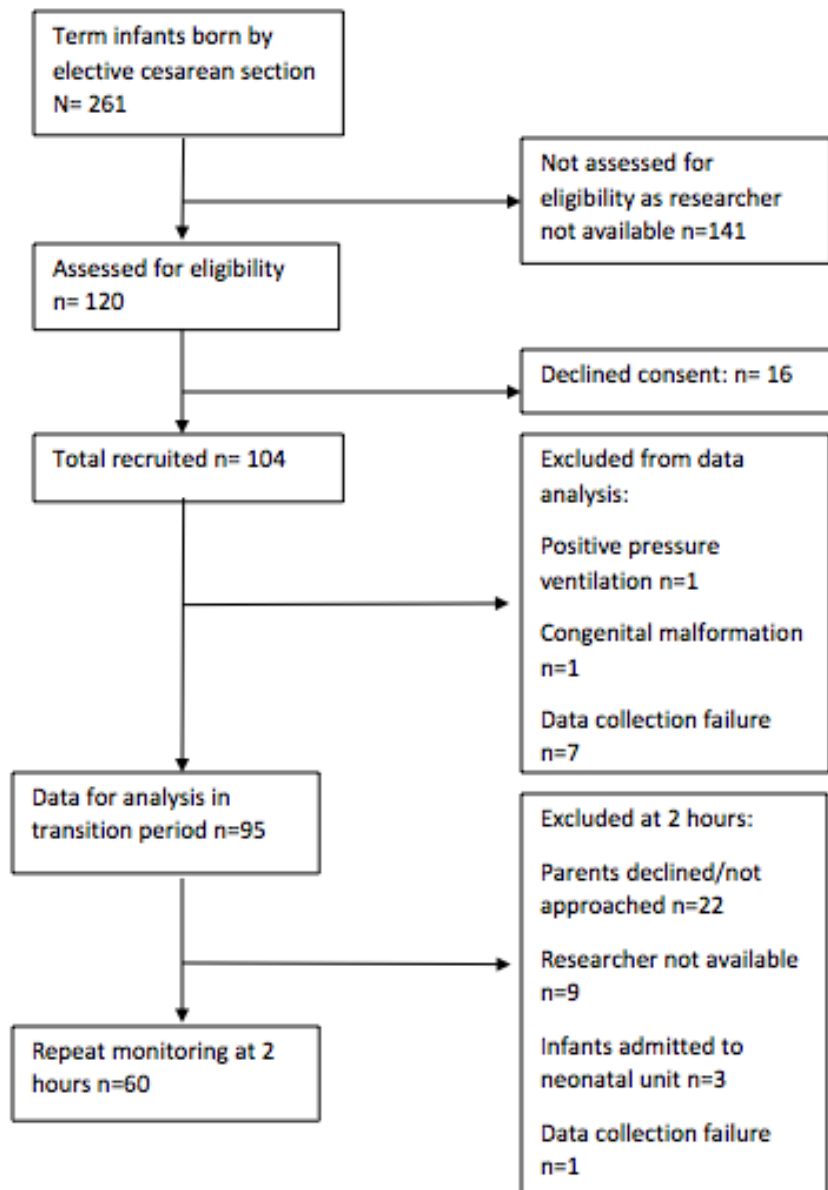 Term infants born by
elective cesarean section
N= 261
Not assessed for
eligibility as researcher
not available n=141
Assessed for eligibility
n= 120
Declined consent: n= 16
Total recruited n= 104
Excluded from data
analysis:
Positive pressure
ventilation n=1
Congenital malformation
n=1
Data collection failure
n=7
Data for analysis in
transition period n=95
Excluded at 2 hours:
Parents declined/not
approached n=22
Researcher not available
n=9
Infants admitted to
neonatal unit n=3
Data collection failure
n=1
Repeat monitoring at 2
hours n=60